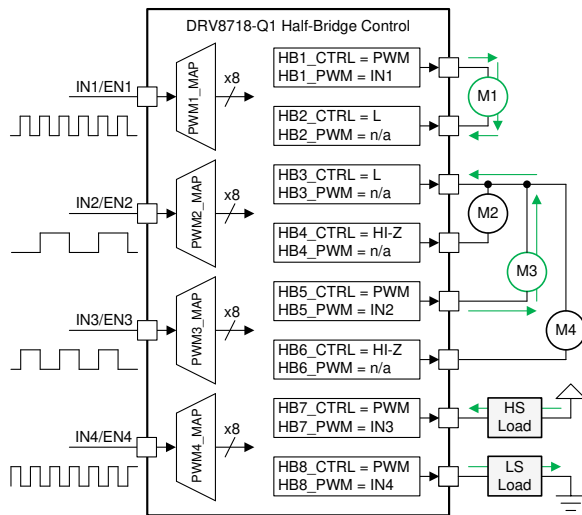 DRV8718-Q1 Half-Bridge Control
IN1/EN1
PWM1_MAP
x8
HB1_CTRL = PWM
HB1_PWM = IN1
M1
HB2_CTRL = L
HB2_PWM = n/a
IN2/EN2
PWM2_MAP
x8
HB3_CTRL = L
HB3_PWM = n/a
M2
HB4_CTRL = HI-Z
HB4_PWM = n/a
M3
IN3/EN3
PWM3_MAP
x8
HB5_CTRL = PWM
HB5_PWM = IN2
M4
HB6_CTRL = HI-Z
HB6_PWM = n/a
IN4/EN4
PWM4_MAP
x8
HB7_CTRL = PWM
HB7_PWM = IN3
HS
Load
HB8_CTRL = PWM
HB8_PWM = IN4
LS
Load